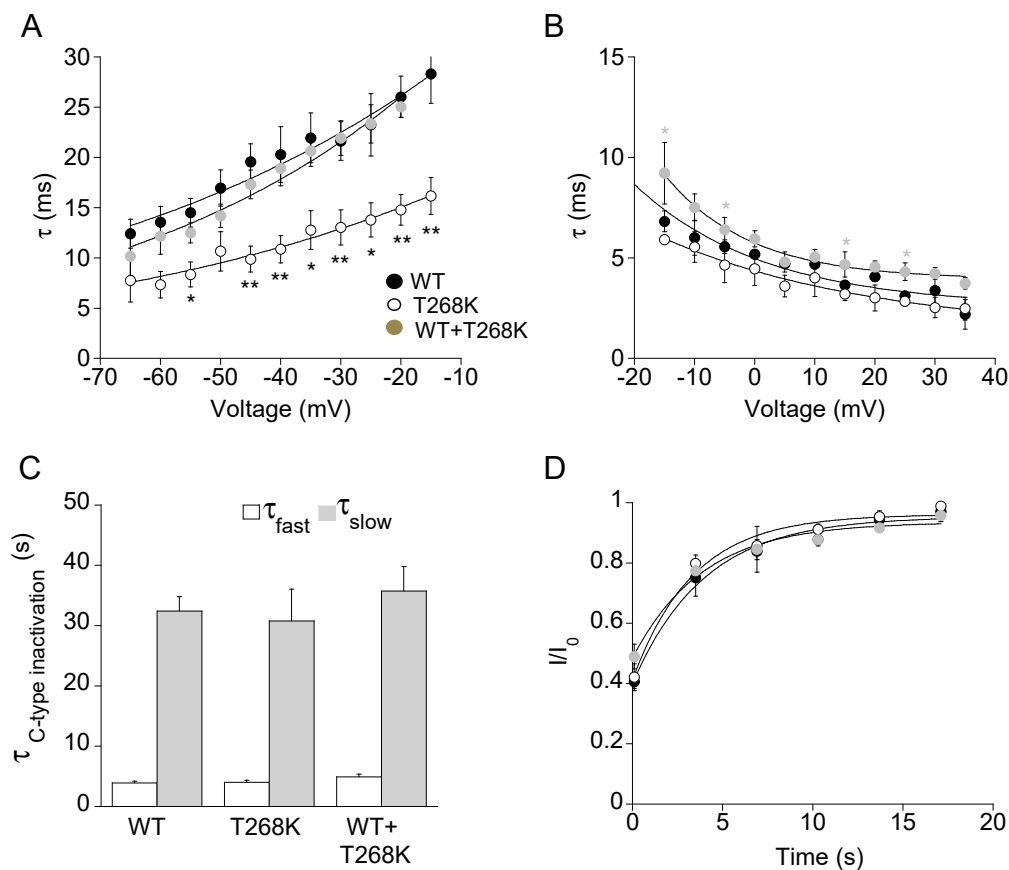 A
30
25
20
15
10
5
0
τ (ms)
* ** ** * ** * ** **
WT
T268K
WT+T268K
-70 -60 -50 -40 -30 -20 -10
Voltage (mV)
B
15
10
5
0
τ (ms)
* * * *
-20 -10 0 10 20 30 40
Voltage (mV)
C
50
40
30
20
10
0
τ C-type inactivation (s)
τfast τslow
WT T268K WT+
T268K
D
1
0.8
0.6
0.4
0.2
0
I/I0
0 5 10 15 20
Time (s)